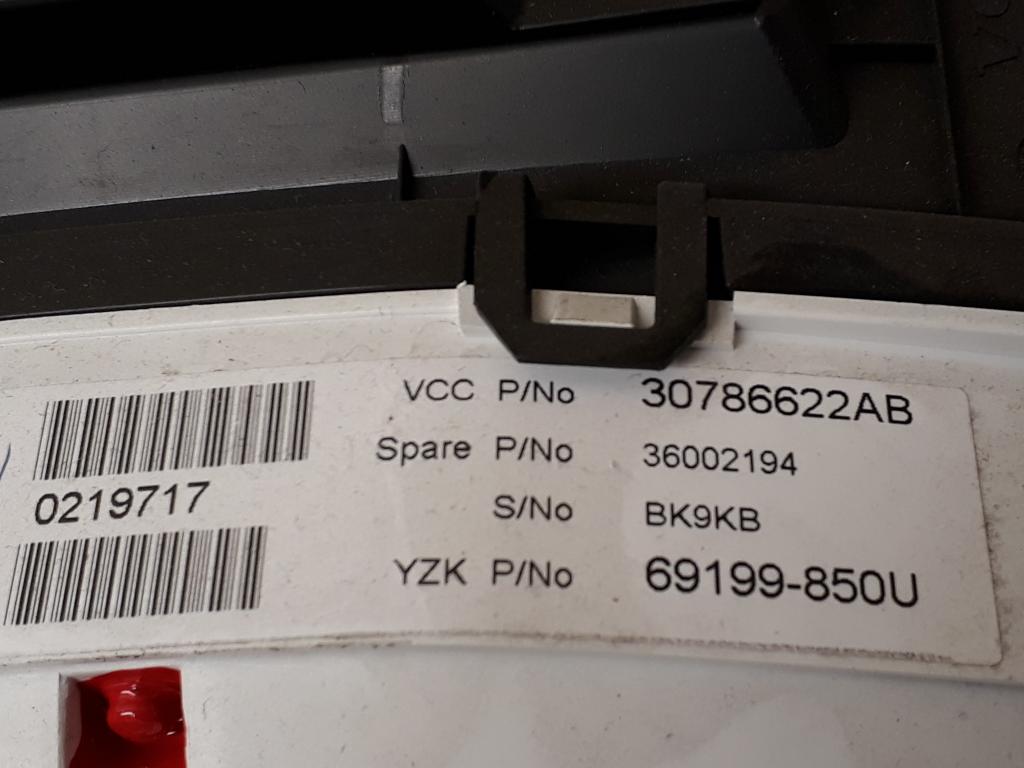 VCC P/No 30786622AB
Spare P/No 36002194
0219717
S/No BK9KB
YZK P/No 69199-850U